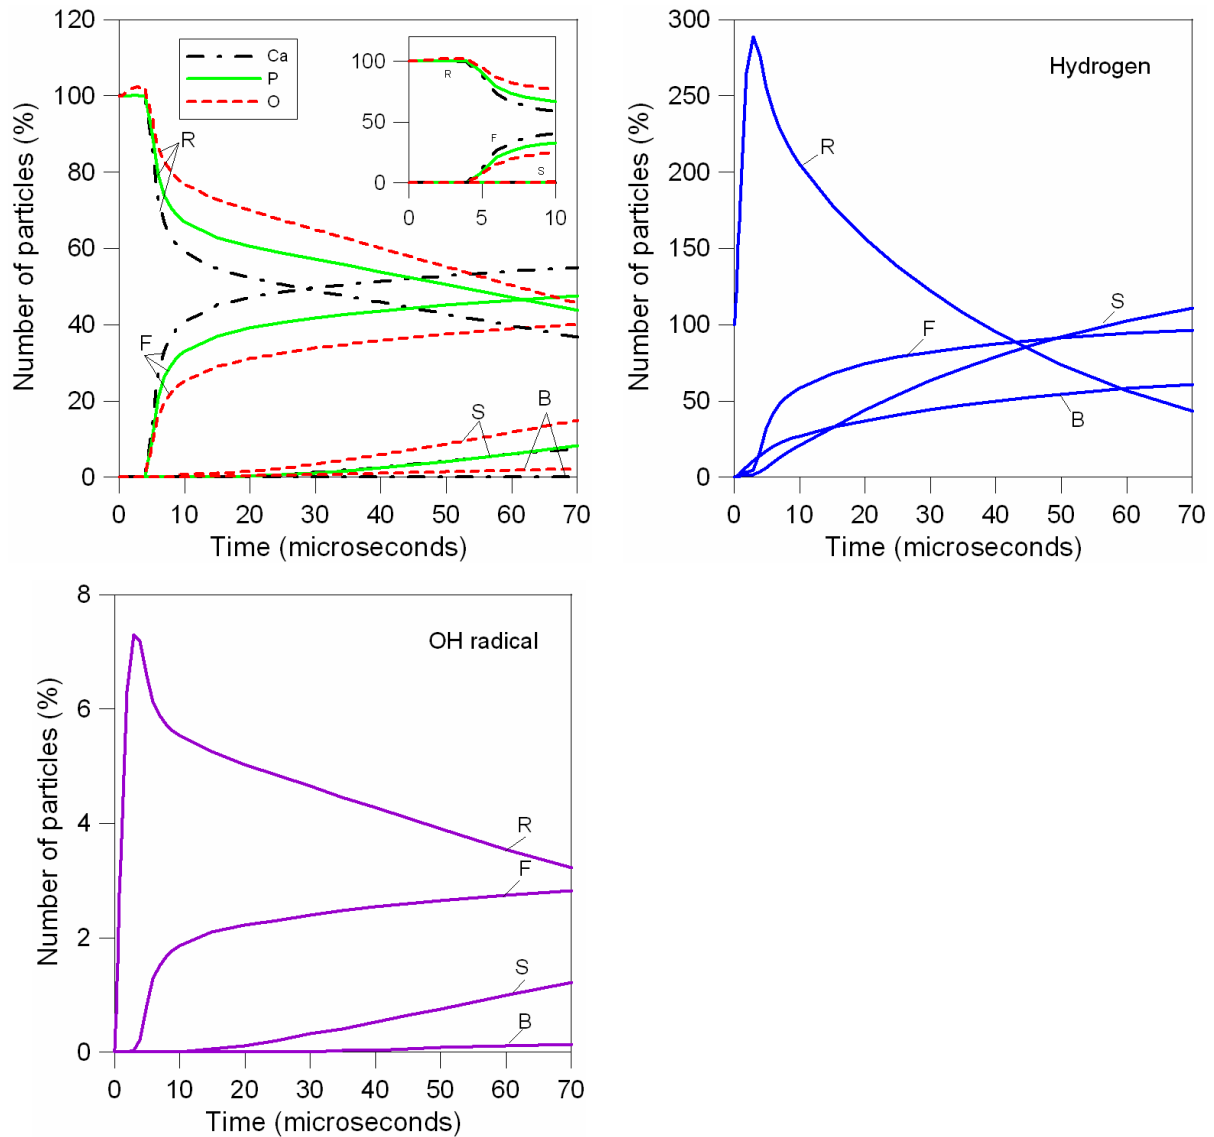 120
100
80
60
40
20
0
Number of particles (%)
Ca
P
O
100
50
0
0 5 10
R
F
S
R
F
S
B
0 10 20 30 40 50 60 70
Time (microseconds)
300
250
200
150
100
50
0
Number of particles (%)
Hydrogen
R
S
F
B
0 10 20 30 40 50 60 70
Time (microseconds)
8
6
4
2
0
Number of particles (%)
OH radical
R
F
S
B
0 10 20 30 40 50 60 70
Time (microseconds)